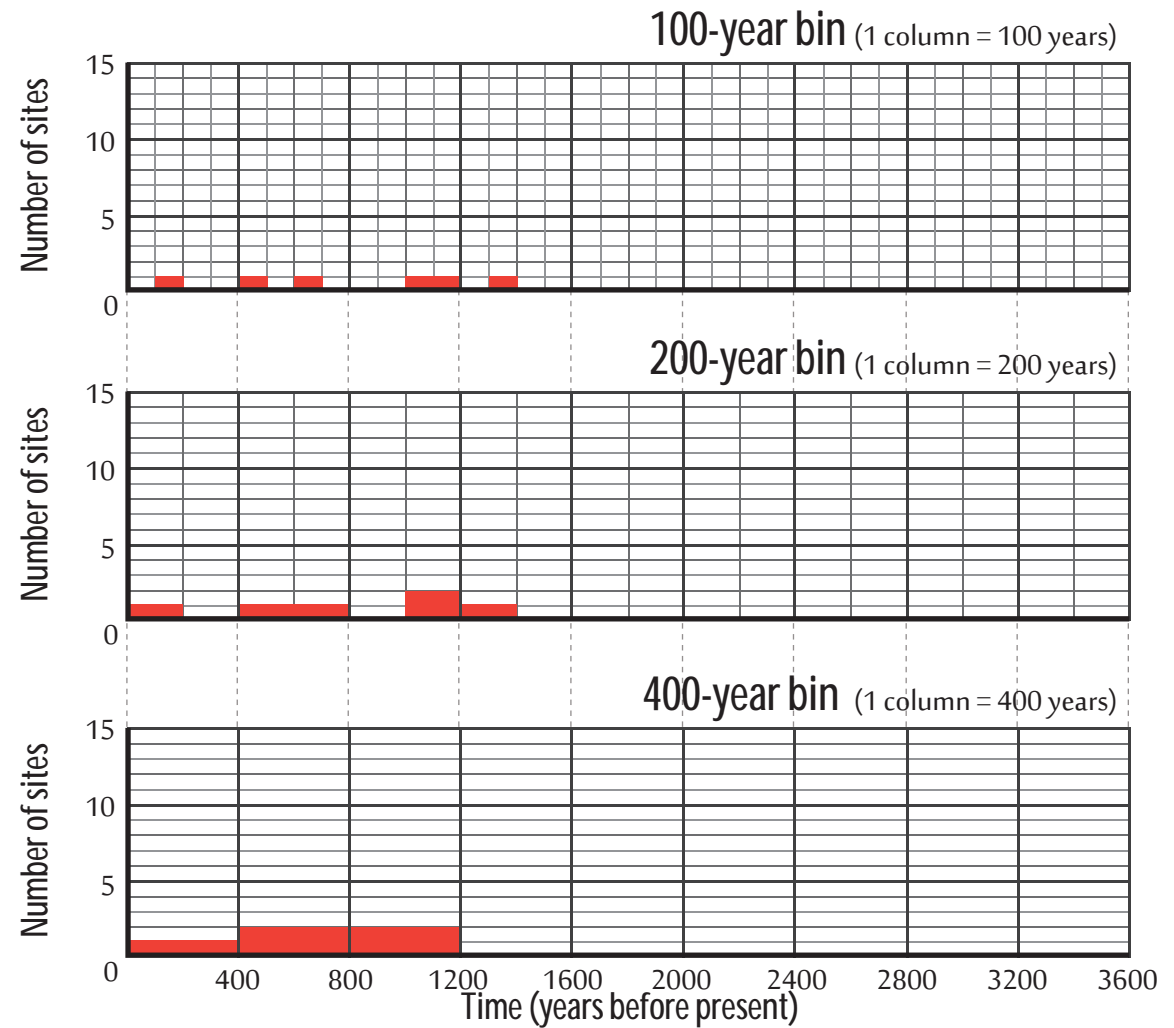 100-year bin (1 column = 100 years)
15
10
5
0
Number of sites
200-year bin (1 column = 200 years)
15
10
5
0
Number of sites
400-year bin (1 column = 400 years)
15
10
5
0
Number of sites
400 800 1200 1600 2000 2400 2800 3200 3600
Time (years before present)